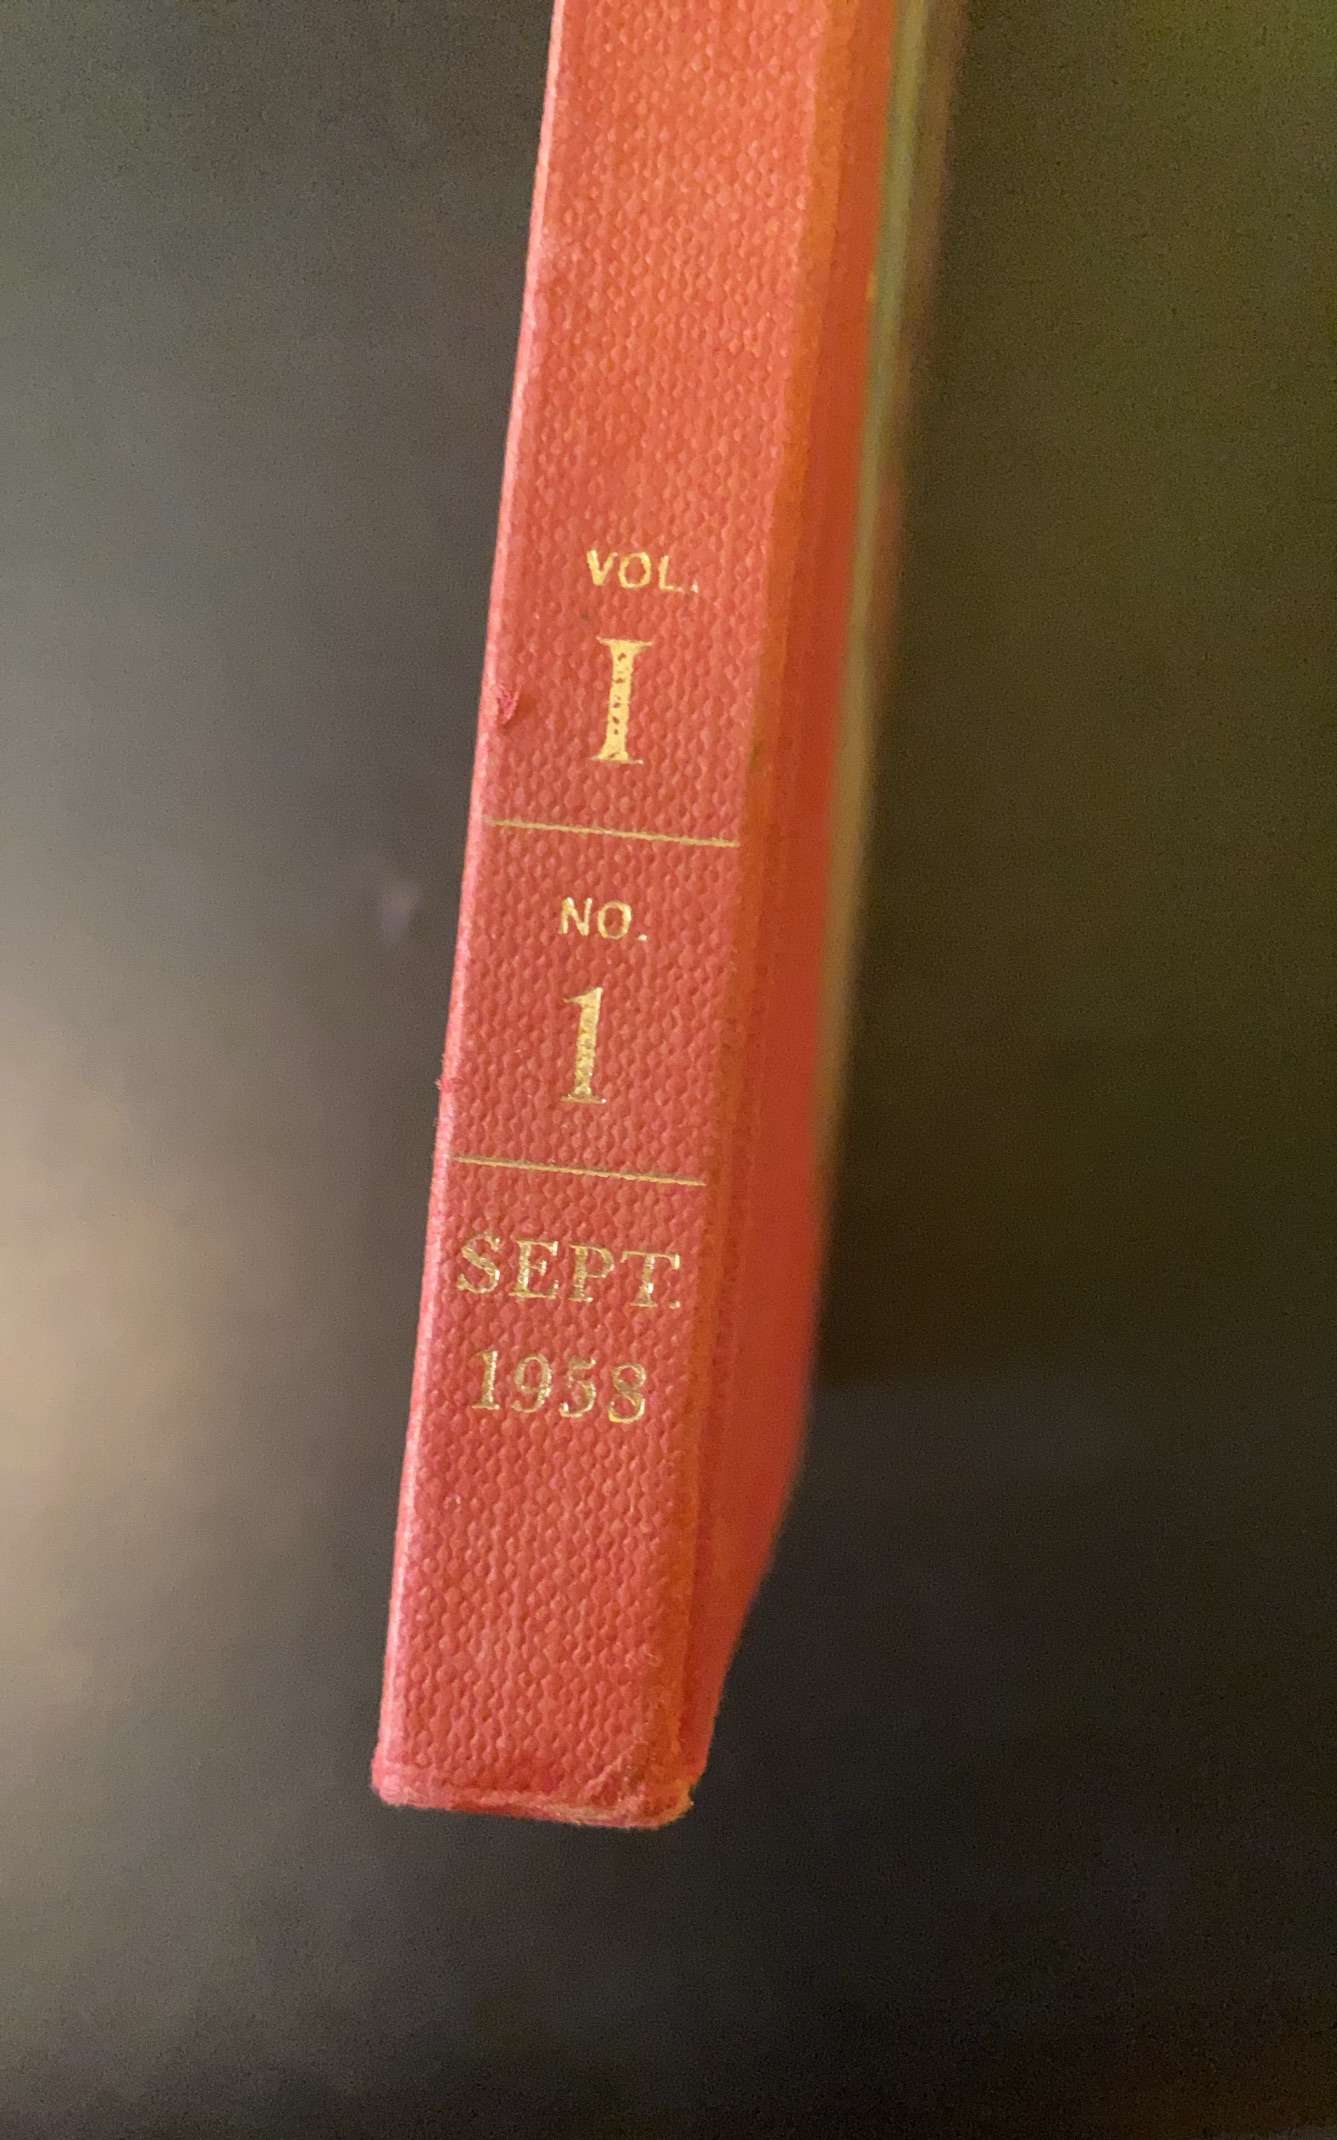 VOL.
I
NO.
1
SEPT.
1958